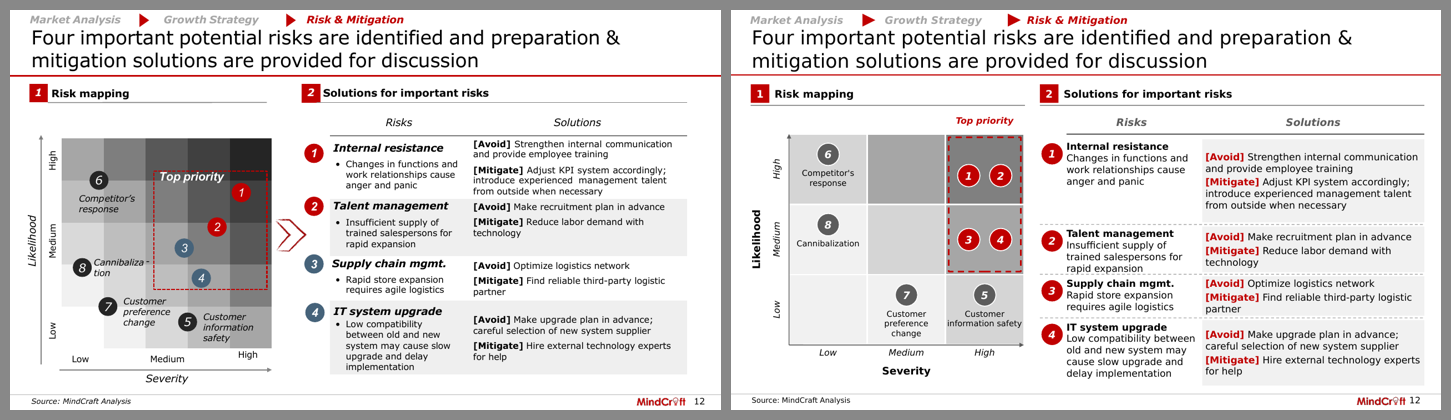 Market Analysis
Growth Strategy
Risk & Mitigation
Four important potential risks are identified and preparation &
mitigation solutions are provided for discussion
1 Risk mapping
2 Solutions for important risks
Likelihood
High
Medium
Low
Top priority
6
Competitor's
response
1
2
3
4
8 Cannibaliza-
tion
7 Customer
preference
change
5 Customer
information
safety
Low
Medium
High
Severity
Risks
Solutions
1 Internal resistance
• Changes in functions and
work relationships cause
anger and panic
[Avoid] Strengthen internal communication
and provide employee training
[Mitigate] Adjust KPI system accordingly;
introduce experienced management talent
from outside when necessary
2 Talent management
• Insufficient supply of
trained salespersons for
rapid expansion
[Avoid] Make recruitment plan in advance
[Mitigate] Reduce labor demand with
technology
3 Supply chain mgmt.
• Rapid store expansion
requires agile logistics
[Avoid] Optimize logistics network
[Mitigate] Find reliable third-party logistic
partner
4 IT system upgrade
• Low compatibility
between old and new
system may cause slow
upgrade and delay
implementation
[Avoid] Make upgrade plan in advance;
careful selection of new system supplier
[Mitigate] Hire external technology experts
for help
Source: MindCraft Analysis
MindCraft 12
Market Analysis
Growth Strategy
Risk & Mitigation
Four important potential risks are identified and preparation &
mitigation solutions are provided for discussion
1 Risk mapping
2 Solutions for important risks
Top priority
Likelihood
High
Medium
Low
6
Competitor's
response
1 2
8
Cannibalization
3 4
7
Customer
preference
change
5
Customer
information safety
Low
Medium
High
Severity
Risks
Solutions
1 Internal resistance
Changes in functions and
work relationships cause
anger and panic
[Avoid] Strengthen internal communication
and provide employee training
[Mitigate] Adjust KPI system accordingly;
introduce experienced management talent
from outside when necessary
2 Talent management
Insufficient supply of
trained salespersons for
rapid expansion
[Avoid] Make recruitment plan in advance
[Mitigate] Reduce labor demand with
technology
3 Supply chain mgmt.
Rapid store expansion
requires agile logistics
[Avoid] Optimize logistics network
[Mitigate] Find reliable third-party logistic
partner
4 IT system upgrade
Low compatibility between
old and new system may
cause slow upgrade and
delay implementation
[Avoid] Make upgrade plan in advance;
careful selection of new system supplier
[Mitigate] Hire external technology experts
for help
Source: MindCraft Analysis
MindCraft 12